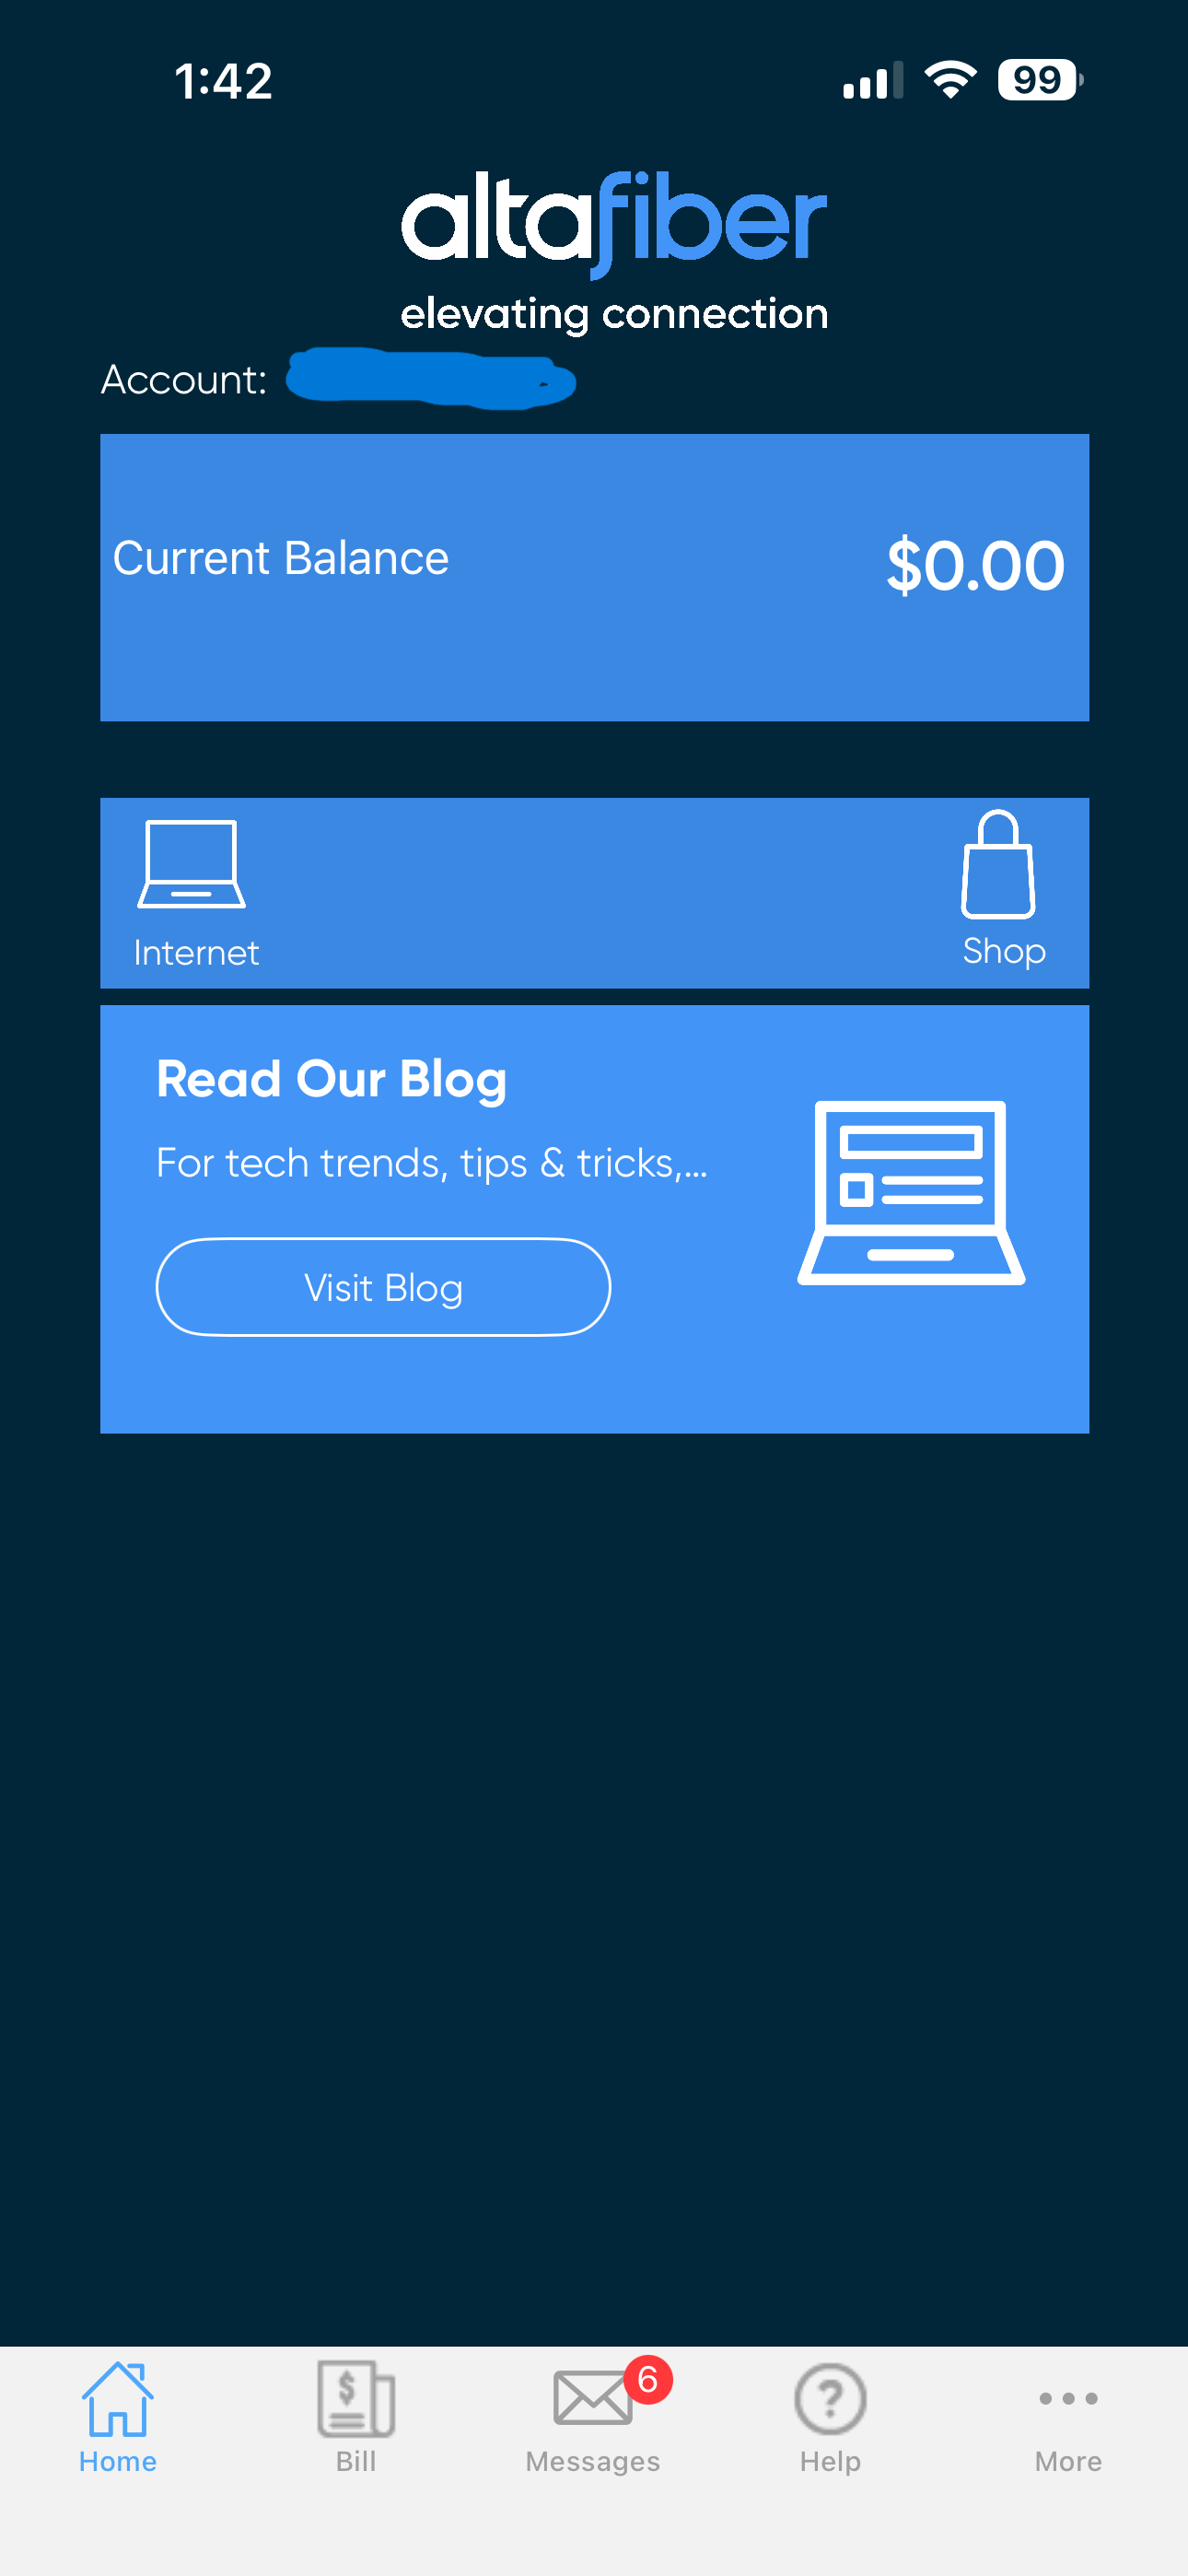 1:42
99
altafiber
elevating connection
Account:
Current Balance
$0.00
Internet
Shop
Read Our Blog
For tech trends, tips & tricks,...
Visit Blog
$
6
?
Home
Bill
Messages
Help
More